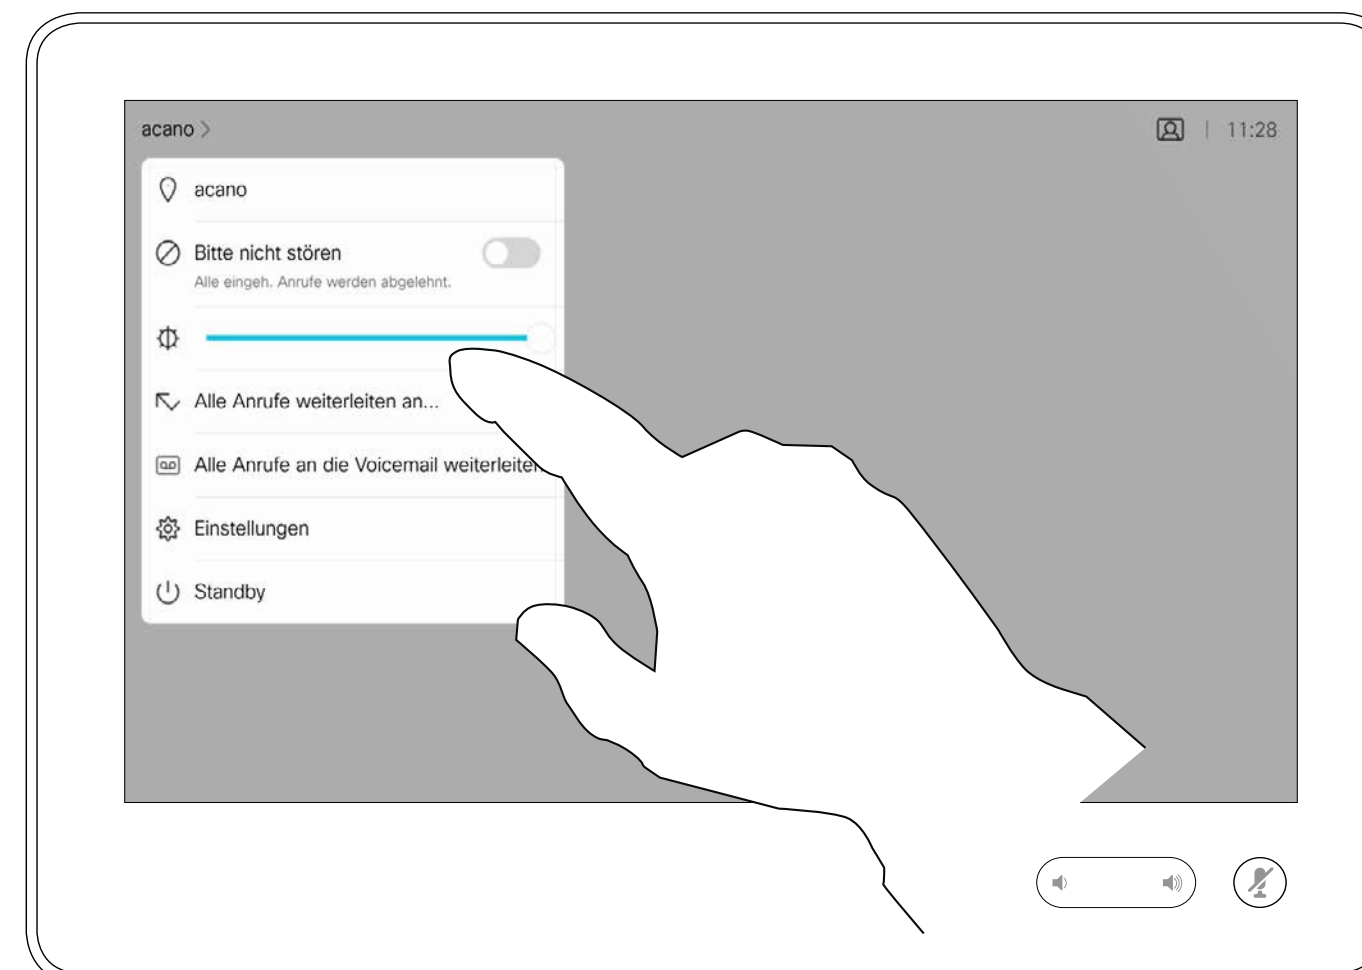 acano >
11:28
acano
Bitte nicht stören
Alle eingeh. Anrufe werden abgelehnt.
Alle Anrufe weiterleiten an...
Alle Anrufe an die Voicemail weiterleiten
Einstellungen
Standby